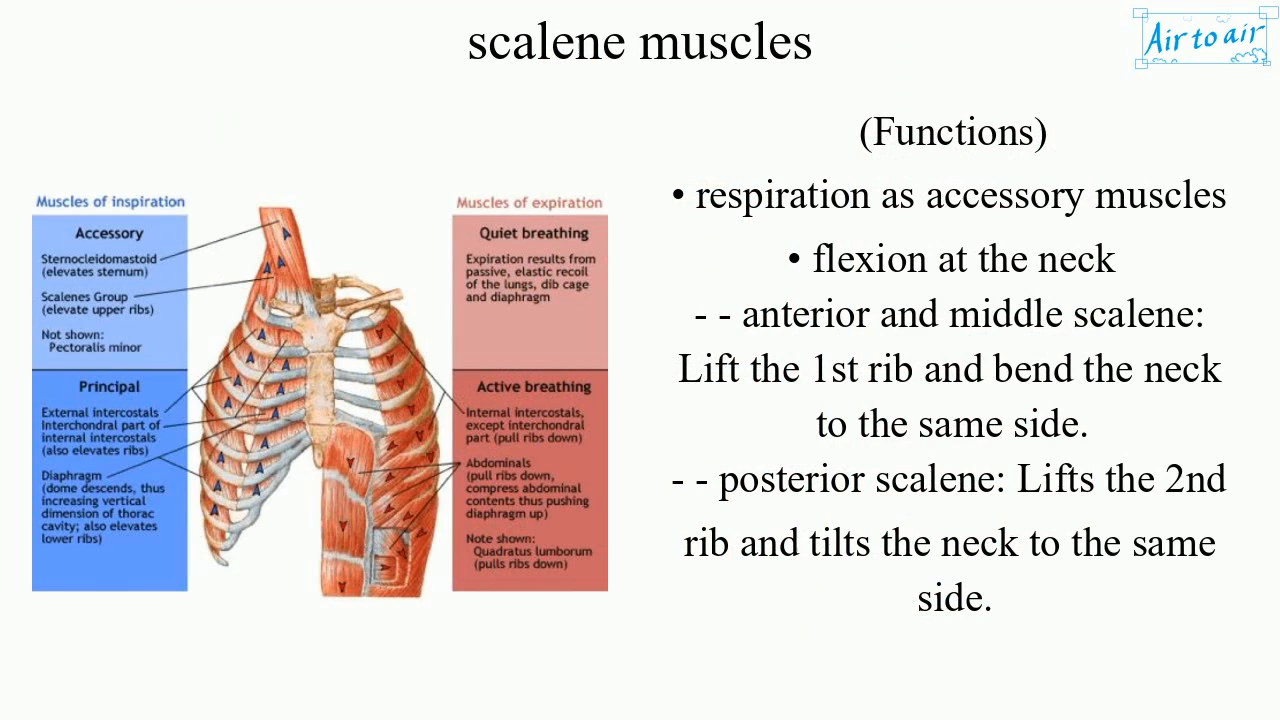 scalene muscles
Air to air
Muscles of inspiration
Accessory
Sternocleidomastoid
(elevates sternum)
Scalenes Group
(elevate upper ribs)
Not shown:
Pectoralis minor
Principal
External intercostals
Interchondral part of
internal intercostals
(also elevates ribs)
Diaphragm
(dome descends, thus
increasing vertical
dimension of thorac
cavity; also elevates
lower ribs)
Muscles of expiration
Quiet breathing
Expiration results from
passive, elastic recoil
of the lungs, dib cage
and diaphragm
Active breathing
Internal intercostals,
except interchondral
part (pull ribs down)
Abdominals
(pull ribs down,
compress abdominal
contents thus pushing
diaphragm up)
Note shown:
Quadratus lumborum
(pulls ribs down)
(Functions)
• respiration as accessory muscles
• flexion at the neck
- - anterior and middle scalene:
Lift the 1st rib and bend the neck
to the same side.
- - posterior scalene: Lifts the 2nd
rib and tilts the neck to the same
side.